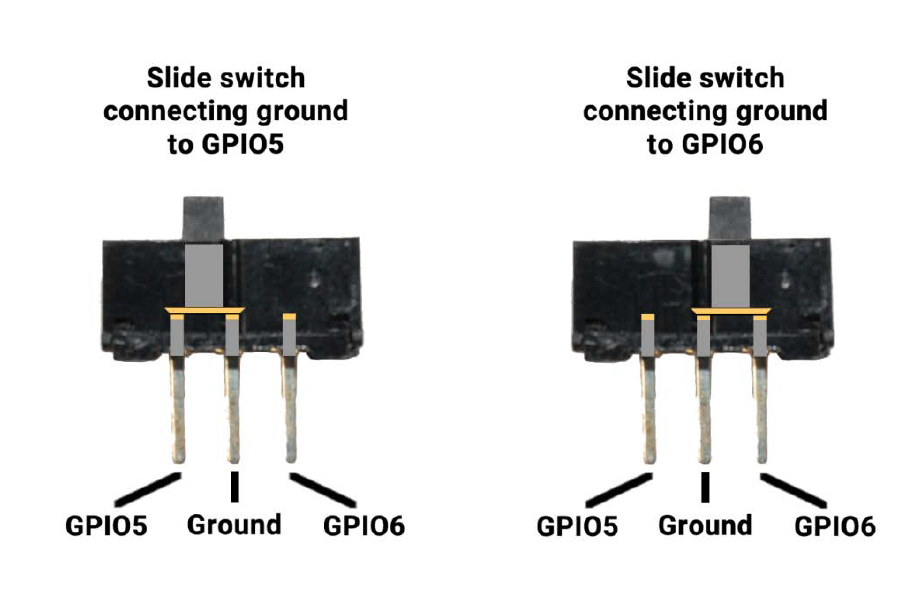 Slide switch
connecting ground
to GPIO5
Slide switch
connecting ground
to GPIO6
GPIO5
Ground
GPIO6
GPIO5
Ground
GPIO6